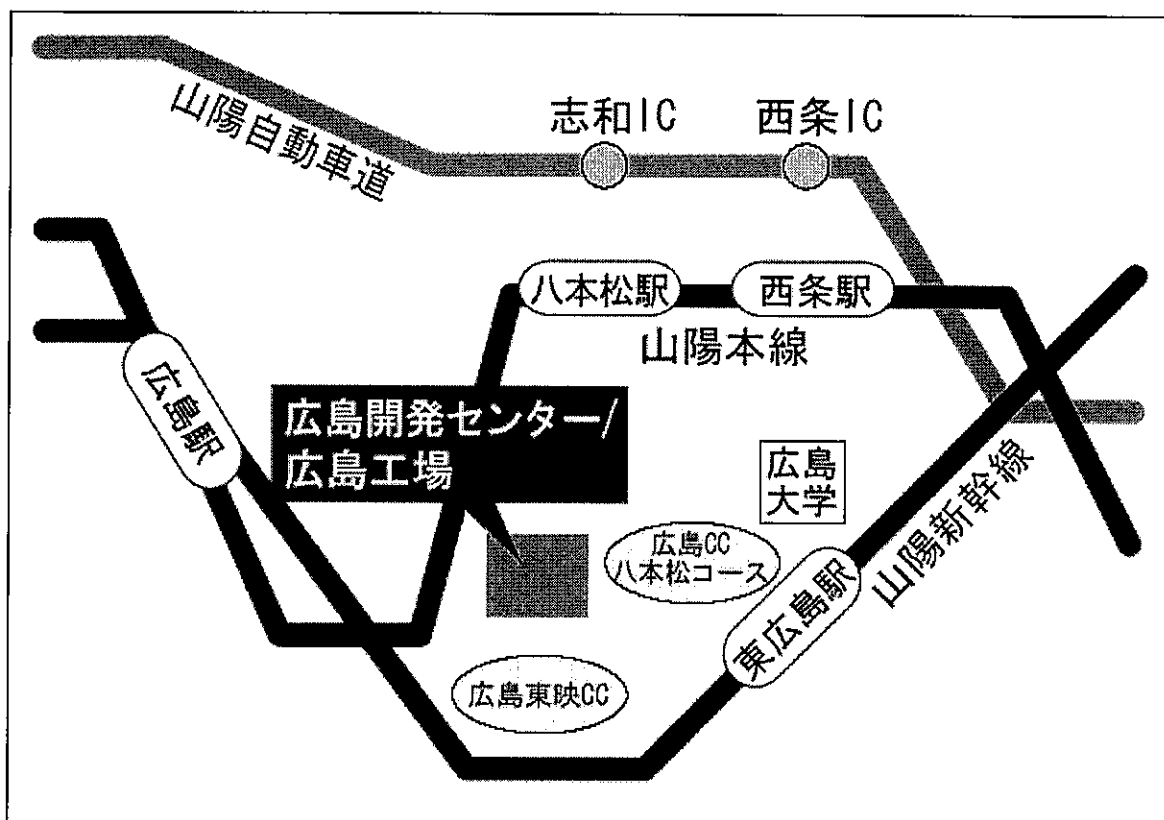 志和IC
西条IC
山陽自動車道
八本松駅
西条駅
山陽本線
広島駅
広島開発センター/
広島工場
広島
大学
広島CC
八本松コース
山陽新幹線
東広島駅
広島東映CC